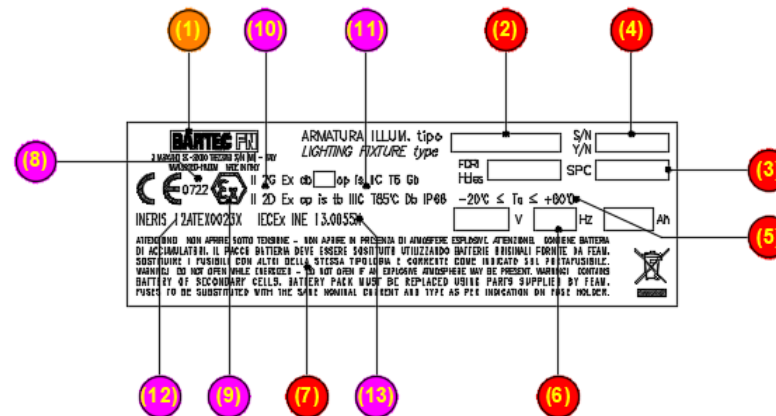 (1) (10) (11) (2) (4)
BARTEC FN
ARMATURA ILLUM. tipo
LIGHTING FIXTURE type
S/N
Y/N
(8)
FORI
Holes
SPC
(3)
CE 0722 Ex
II 2G Ex db op is IIC T6 Gb
II 2D Ex op is tb IIIC T85°C Db IP66
-20°C ≤ Ta ≤ +60°C
INERIS 12ATEX0023X IECEx INE 13.0055X
V Hz Ah
(5)
ATTENZIONE NON APRIRE SOTTO TENSIONE - NON APRIRE IN PRESENZA DI ATMOSFERE ESPLOSIVE. ATTENZIONE. CONTIENE BATTERIA
DI ACCUMULATORI. IL PACCO BATTERIA DEVE ESSERE SOSTITUITO UTILIZZANDO BATTERIE ORIGINALI FORNITE DA FEAM.
SOSTITUIRE I FUSIBILI CON ALTRI DELLA STESSA TIPOLOGIA E CORRENTE COME INDICATO SUL PORTAFUSIBILE.
WARNING! DO NOT OPEN WHILE ENERGIZED - DO NOT OPEN IF AN EXPLOSIVE ATMOSPHERE MAY BE PRESENT. WARNING! CONTAINS
BATTERY OF SECONDARY CELLS. BATTERY PACK MUST BE REPLACED USING PARTS SUPPLIED BY FEAM.
FUSES TO BE SUBSTITUTED WITH THE SAME NOMINAL CURRENT AND TYPE AS PER INDICATION ON FUSE HOLDER.
(12) (9) (7) (13) (6)